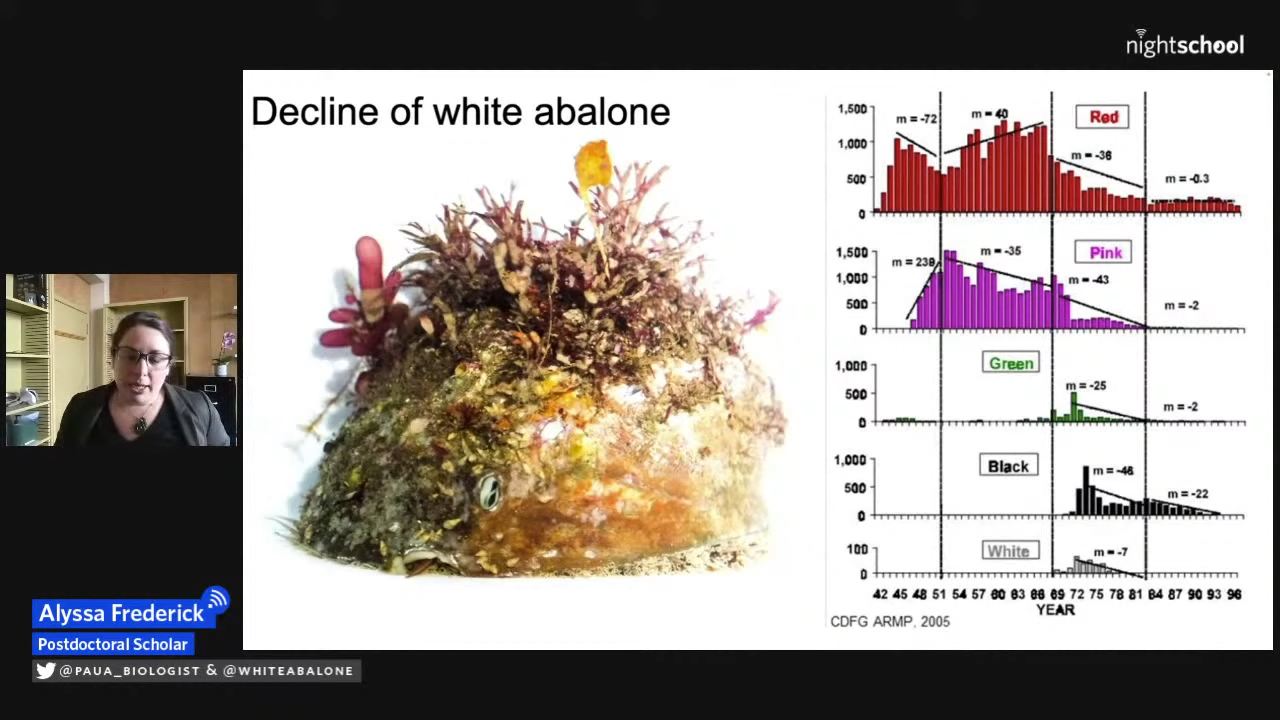 nightschool
Decline of white abalone
1,500
1,000
500
0
m = -72
m = 40
m = -36
m = -0.3
Red
1,500
1,000
500
0
m = 239
m = -35
m = -43
m = -2
Pink
1,000
500
0
Green
m = -25
m = -2
1,000
500
0
Black
m = -46
m = -22
100
0
White
m = -7
42 45 48 51 54 57 60 63 66 69 72 75 78 81 84 87 90 93 96
YEAR
CDFG ARMP, 2005
Alyssa Frederick
Postdoctoral Scholar
@PAUA_BIOLOGIST & @WHITEABALONE